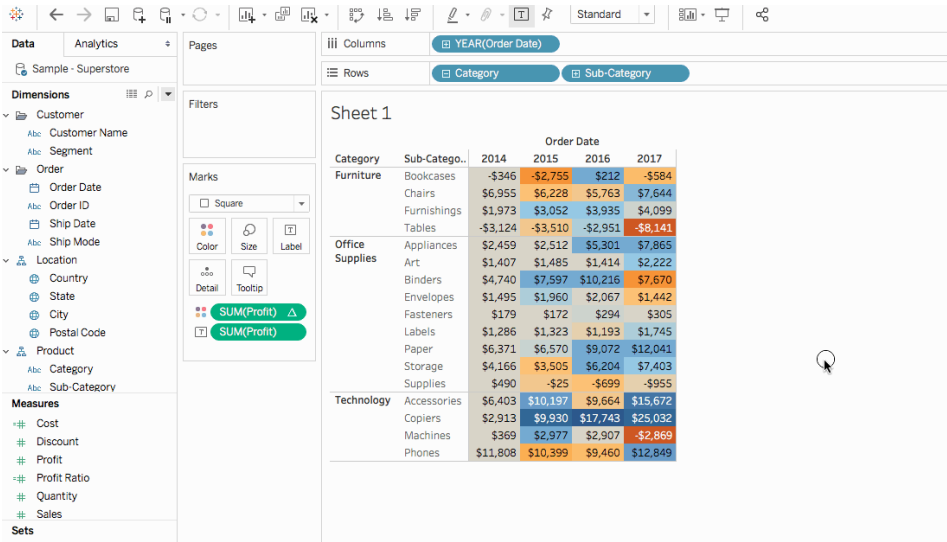 Standard
Data Analytics
Sample - Superstore
Dimensions
Customer
Abc Customer Name
Abc Segment
Order
Order Date
Abc Order ID
Ship Date
Abc Ship Mode
Location
Country
State
City
Postal Code
Product
Abc Category
Abc Sub-Category
Measures
Cost
Discount
Profit
Profit Ratio
Quantity
Sales
Sets
Pages
Filters
Marks
Square
Color Size Label
Detail Tooltip
SUM(Profit) △
T SUM(Profit)
Columns YEAR(Order Date)
Rows Category Sub-Category
Sheet 1
Order Date
Category Sub-Catego.. 2014 2015 2016 2017
Furniture Bookcases -$346 -$2,755 $212 -$584
Chairs $6,955 $6,228 $5,763 $7,644
Furnishings $1,973 $3,052 $3,935 $4,099
Tables -$3,124 -$3,510 -$2,951 -$8,141
Office Supplies Appliances $2,459 $2,512 $5,301 $7,865
Art $1,407 $1,485 $1,414 $2,222
Binders $4,740 $7,597 $10,216 $7,670
Envelopes $1,495 $1,960 $2,067 $1,442
Fasteners $179 $172 $294 $305
Labels $1,286 $1,323 $1,193 $1,745
Paper $6,371 $6,570 $9,072 $12,041
Storage $4,166 $3,505 $6,204 $7,403
Supplies $490 -$25 -$699 -$955
Technology Accessories $6,403 $10,197 $9,664 $15,672
Copiers $2,913 $9,930 $17,743 $25,032
Machines $369 $2,977 $2,907 -$2,869
Phones $11,808 $10,399 $9,460 $12,849